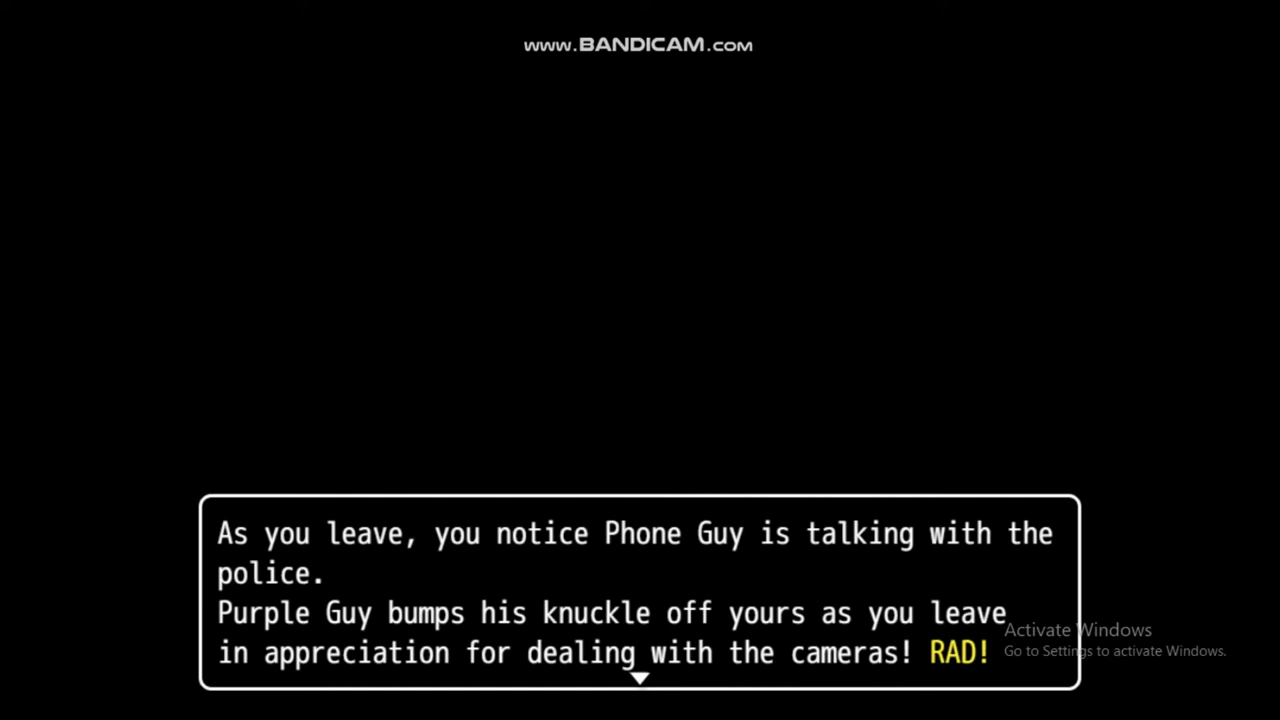 www.BANDICAM.com
As you leave, you notice Phone Guy is talking with the
police.
Purple Guy bumps his knuckle off yours as you leave
in appreciation for dealing with the cameras! RAD!
Activate Windows
Go to Settings to activate Windows.